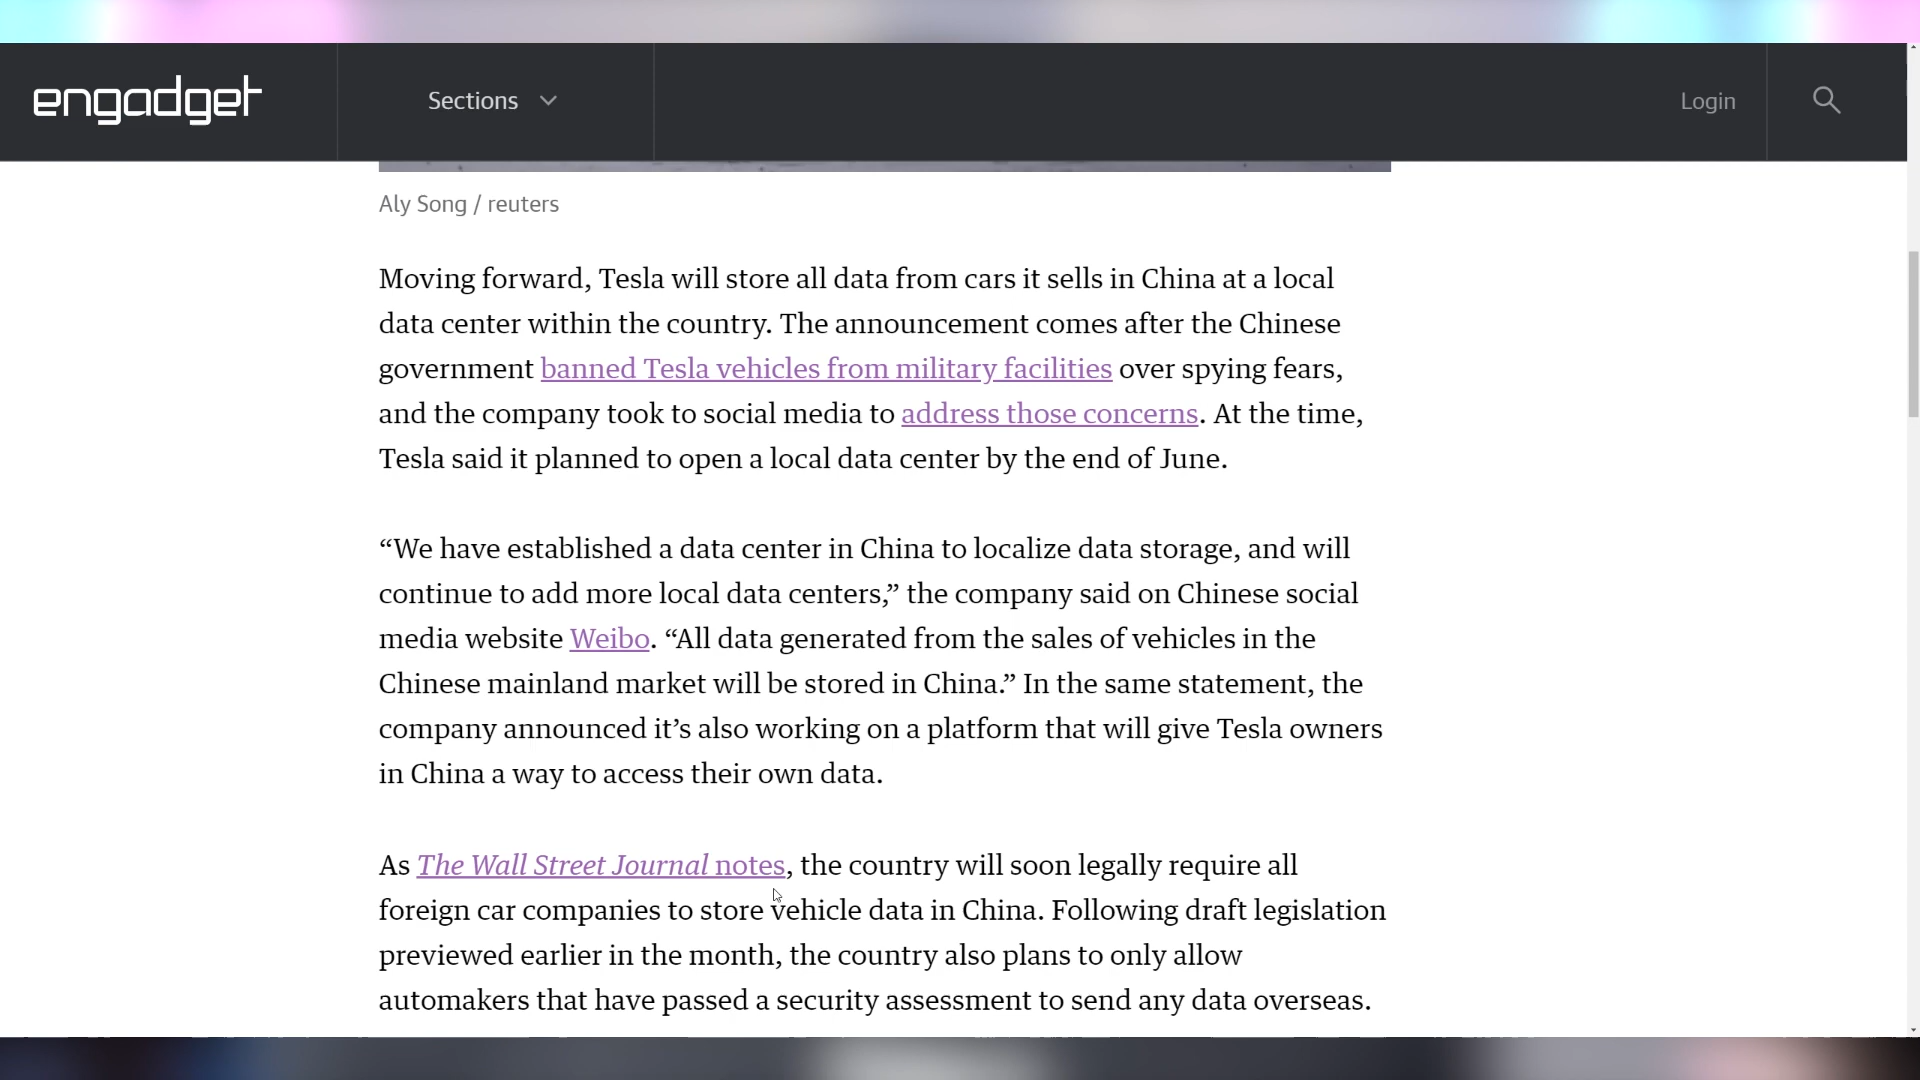 engadget
Sections
Login
Aly Song / reuters
Moving forward, Tesla will store all data from cars it sells in China at a local
data center within the country. The announcement comes after the Chinese
government banned Tesla vehicles from military facilities over spying fears,
and the company took to social media to address those concerns. At the time,
Tesla said it planned to open a local data center by the end of June.
“We have established a data center in China to localize data storage, and will
continue to add more local data centers,” the company said on Chinese social
media website Weibo. “All data generated from the sales of vehicles in the
Chinese mainland market will be stored in China.” In the same statement, the
company announced it’s also working on a platform that will give Tesla owners
in China a way to access their own data.
As The Wall Street Journal notes, the country will soon legally require all
foreign car companies to store vehicle data in China. Following draft legislation
previewed earlier in the month, the country also plans to only allow
automakers that have passed a security assessment to send any data overseas.